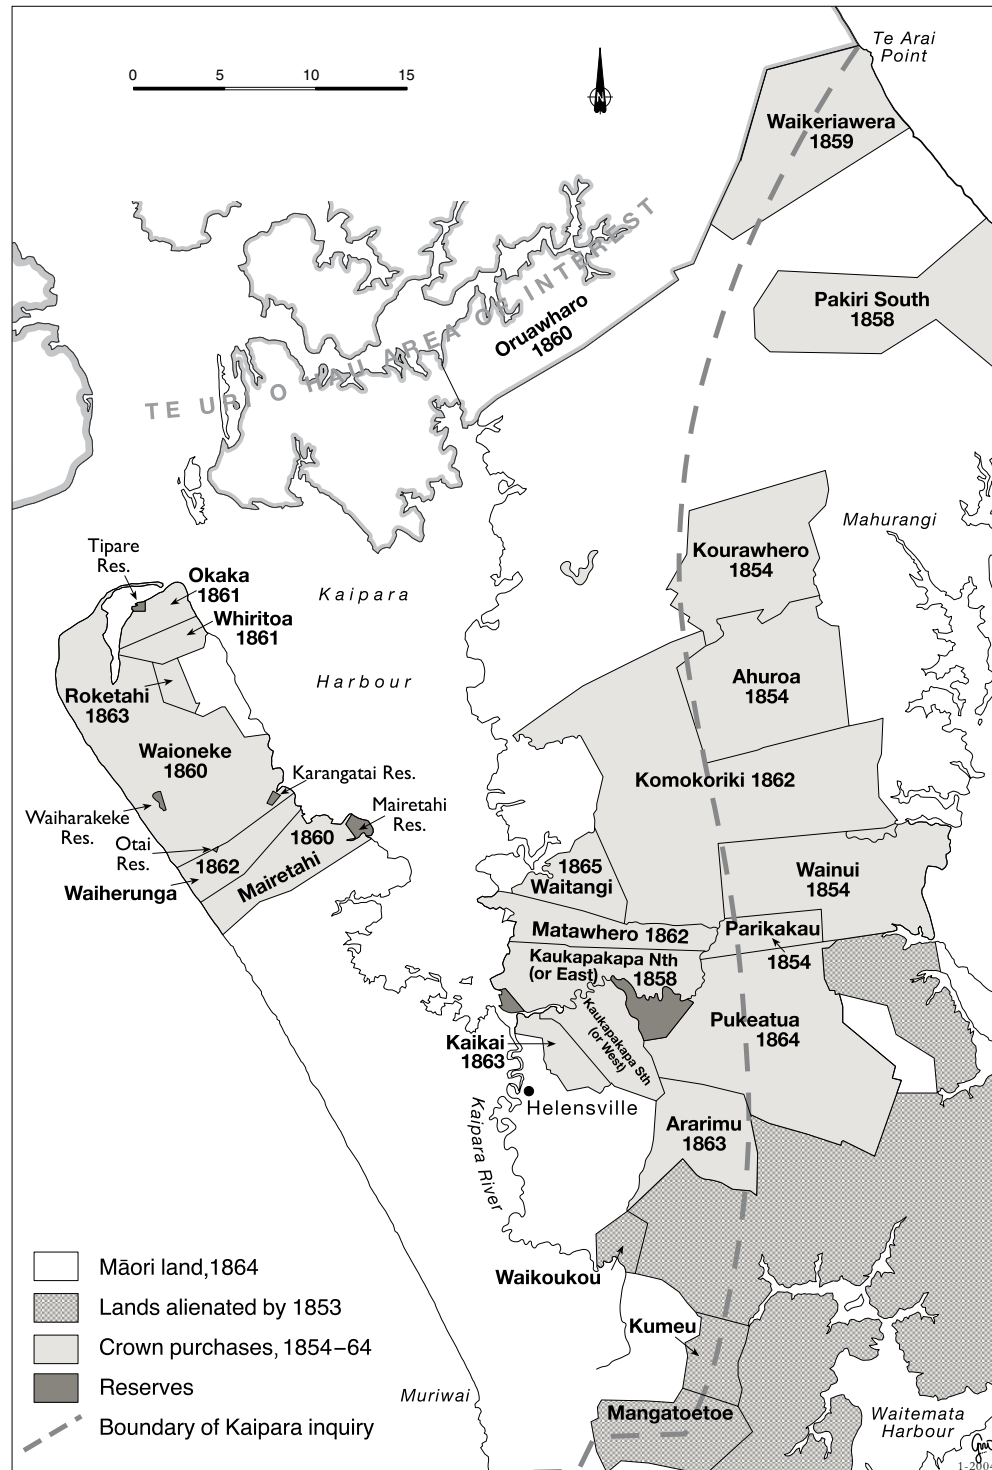 Te Arai
Point
0 5 10 15
N
Waikeriawera
1859
TE URI O HAU AREA OF INTEREST
Oruawharo
1860
Pakiri South
1858
Mahurangi
Kourawhero
1854
Tipare
Res.
Okaka
1861
Whiritoa
1861
Kaipara
Harbour
Ahuroa
1854
Roketahi
1863
Waioneke
1860
Komokoriki 1862
Karangatai Res.
Mairetahi
Res.
Waiharakeke
Res.
Otai
Res.
1862
Waiherunga
1860
Mairetahi
1865
Waitangi
Wainui
1854
Matawhero 1862
Parikakau
1854
Kaukapakapa Nth
(or East) 1858
Kaukapakapa Sth
(or West)
Pukeatua
1864
Kaikai
1863
Helensville
Kaipara River
Ararimu
1863
Waikoukou
Kumeu
Mangatoetoe
Muriwai
Waitemata
Harbour
Māori land,1864
Lands alienated by 1853
Crown purchases, 1854–64
Reserves
Boundary of Kaipara inquiry
1-2004